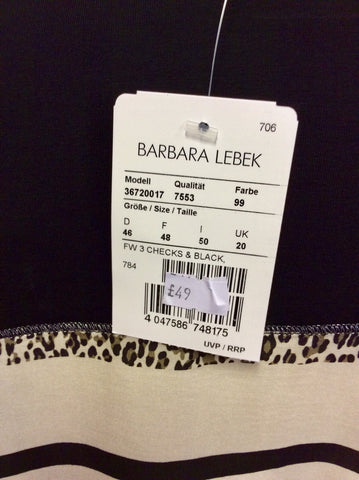 706
BARBARA LEBEK
Modell Qualität Farbe
36720017 7553 99
Größe / Size / Taille
D F I UK
46 48 50 20
FW 3 CHECKS & BLACK,
784
£49
4 047586 748175
UVP / RRP